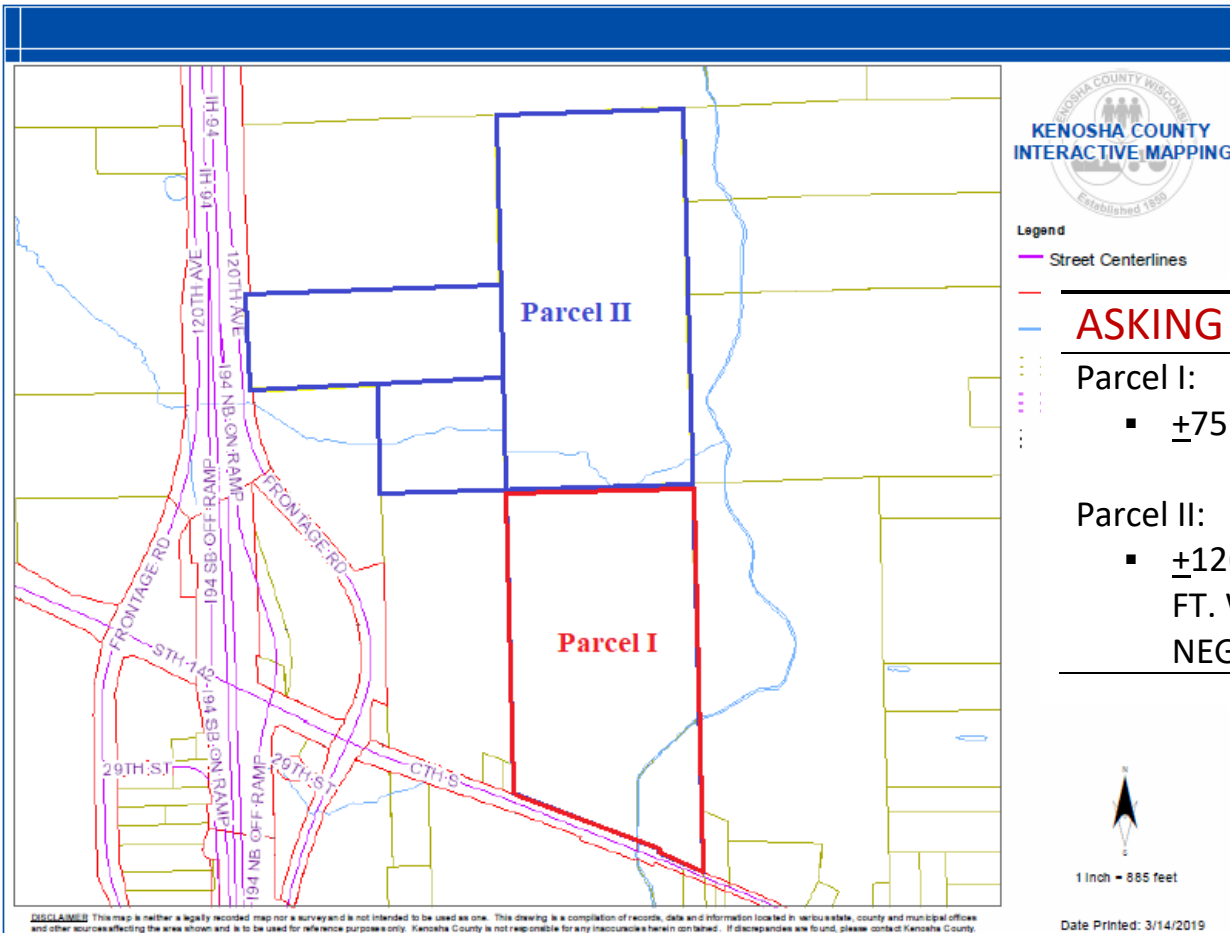 KENOSHA COUNTY WISCONSIN
KENOSHA COUNTY
INTERACTIVE MAPPING
Established 1850
Legend
Street Centerlines
ASKING
Parcel I:
▪ ±75
Parcel II:
FT. W
NEG
1 inch = 885 feet
Date Printed: 3/14/2019
IH-94
IH-94
IH-94
120TH AVE
120TH AVE
I94 NB ON RAMP
I94 SB OFF RAMP
FRONTAGE RD
FRONTAGE RD
STH-142
I94 SB ON RAMP
I94 NB OFF RAMP
29TH ST
29TH ST
CTH S
Parcel II
Parcel I
N
S
DISCLAIMER This map is neither a legally recorded map nor a survey and is not intended to be used as one. This drawing is a compilation of records, data and information located in various state, county and municipal offices
and other sources affecting the area shown and is to be used for reference purposes only. Kenosha County is not responsible for any inaccuracies herein contained. If discrepancies are found, please contact Kenosha County.